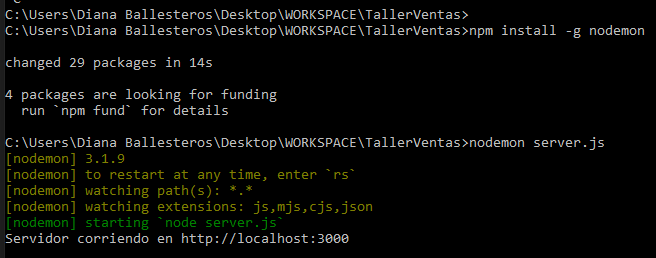 C:\Users\Diana Ballesteros\Desktop\WORKSPACE\TallerVentas>
C:\Users\Diana Ballesteros\Desktop\WORKSPACE\TallerVentas>npm install -g nodemon
changed 29 packages in 14s
4 packages are looking for funding
  run `npm fund` for details
C:\Users\Diana Ballesteros\Desktop\WORKSPACE\TallerVentas>nodemon server.js
[nodemon] 3.1.9
[nodemon] to restart at any time, enter `rs`
[nodemon] watching path(s): *.*
[nodemon] watching extensions: js,mjs,cjs,json
[nodemon] starting `node server.js`
Servidor corriendo en http://localhost:3000